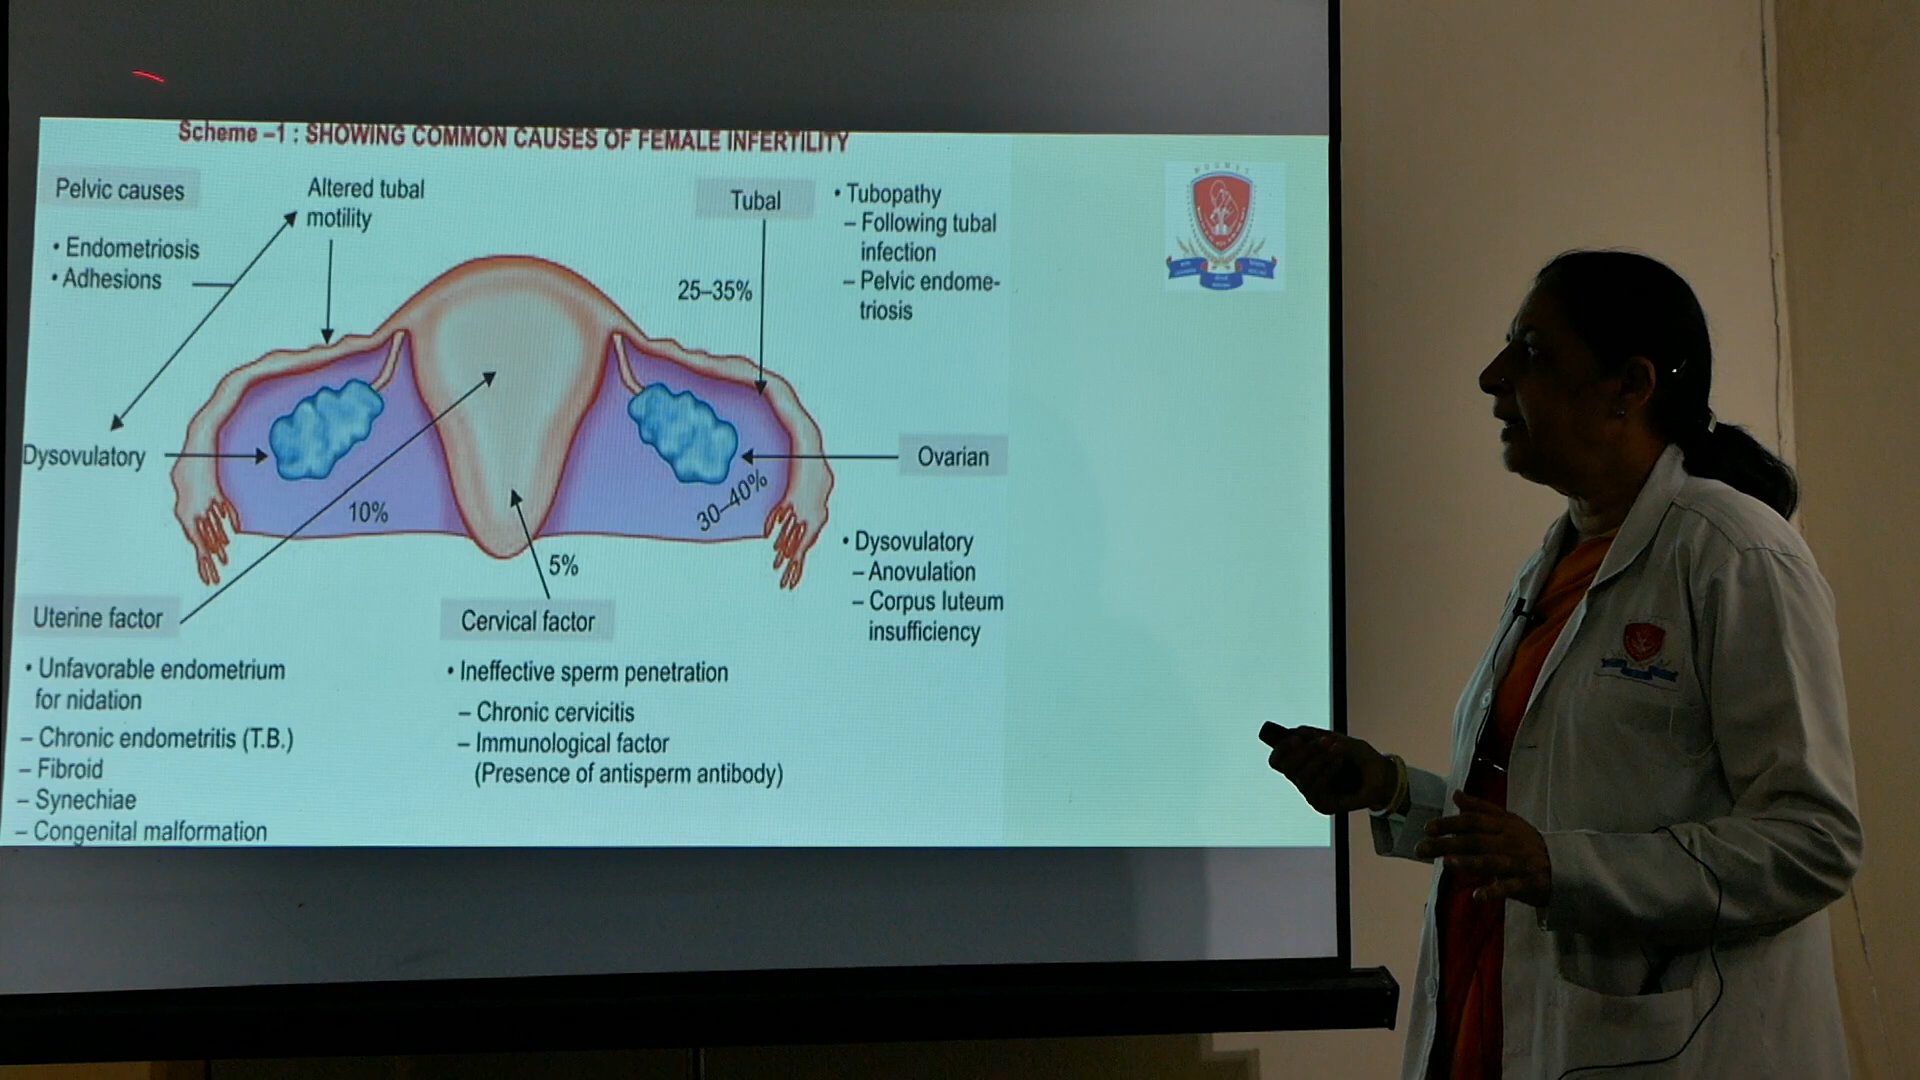 Scheme –1 : SHOWING COMMON CAUSES OF FEMALE INFERTILITY
Pelvic causes
• Endometriosis
• Adhesions
Altered tubal
motility
Tubal
25–35%
• Tubopathy
– Following tubal
infection
– Pelvic endome-
triosis
Dysovulatory
10%
30–40%
Ovarian
• Dysovulatory
– Anovulation
– Corpus luteum
insufficiency
5%
Uterine factor
• Unfavorable endometrium
for nidation
– Chronic endometritis (T.B.)
– Fibroid
– Synechiae
– Congenital malformation
Cervical factor
• Ineffective sperm penetration
– Chronic cervicitis
– Immunological factor
(Presence of antisperm antibody)